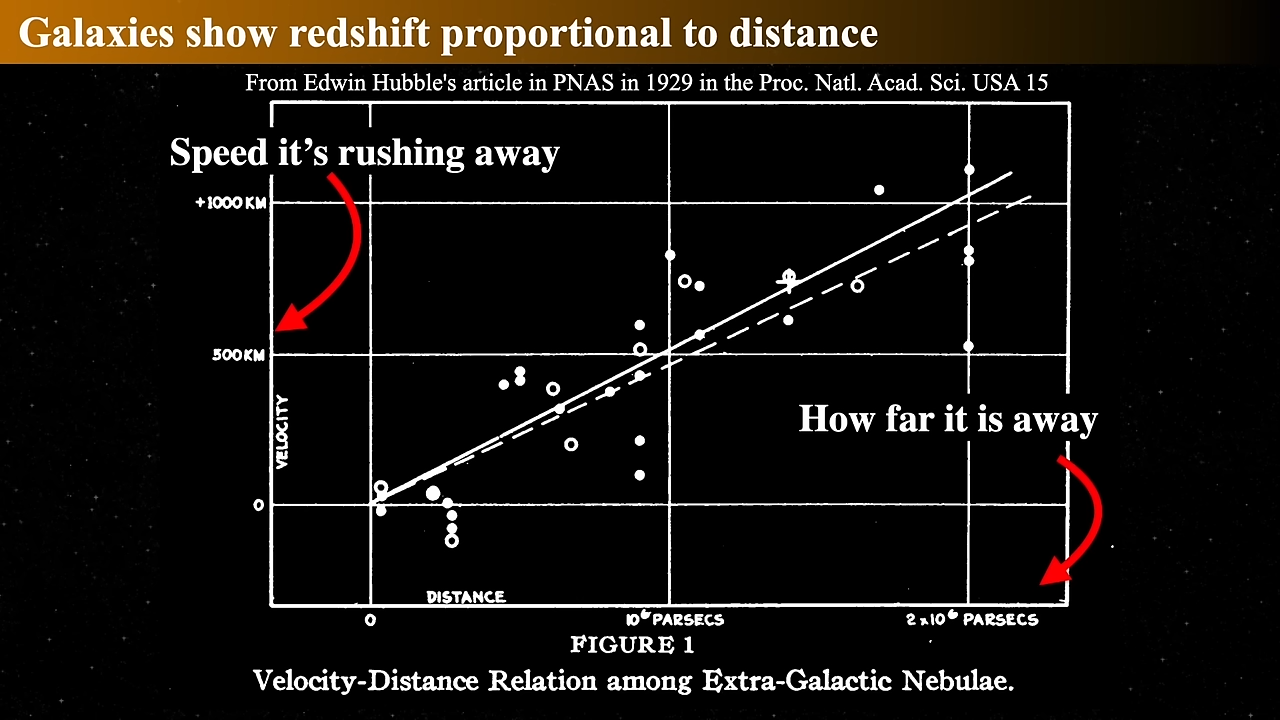 Galaxies show redshift proportional to distance
From Edwin Hubble's article in PNAS in 1929 in the Proc. Natl. Acad. Sci. USA 15
Speed it’s rushing away
+1000 KM
500 KM
VELOCITY
How far it is away
0
DISTANCE
0
10⁶ PARSECS
2x10⁶ PARSECS
FIGURE 1
Velocity-Distance Relation among Extra-Galactic Nebulae.